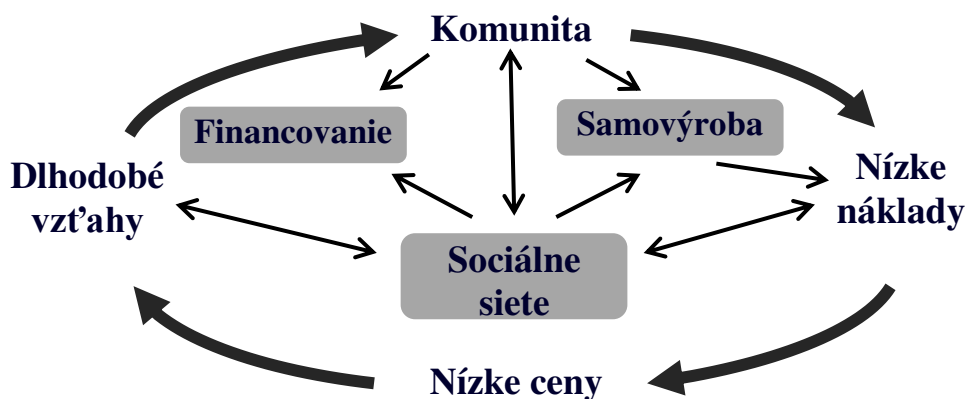 Komunita
Financovanie
Samovýroba
Dlhodobé
vzťahy
Nízke
náklady
Sociálne
siete
Nízke ceny